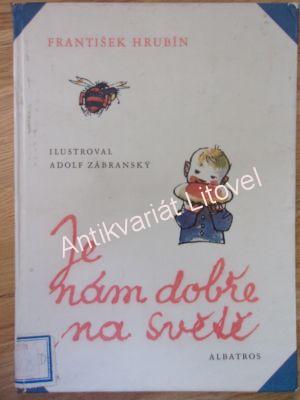 FRANTIŠEK HRUBÍN
ILUSTROVAL
ADOLF ZÁBRANSKÝ
Antikvariát Litovel
Je
nám dobře
na světě
ALBATROS